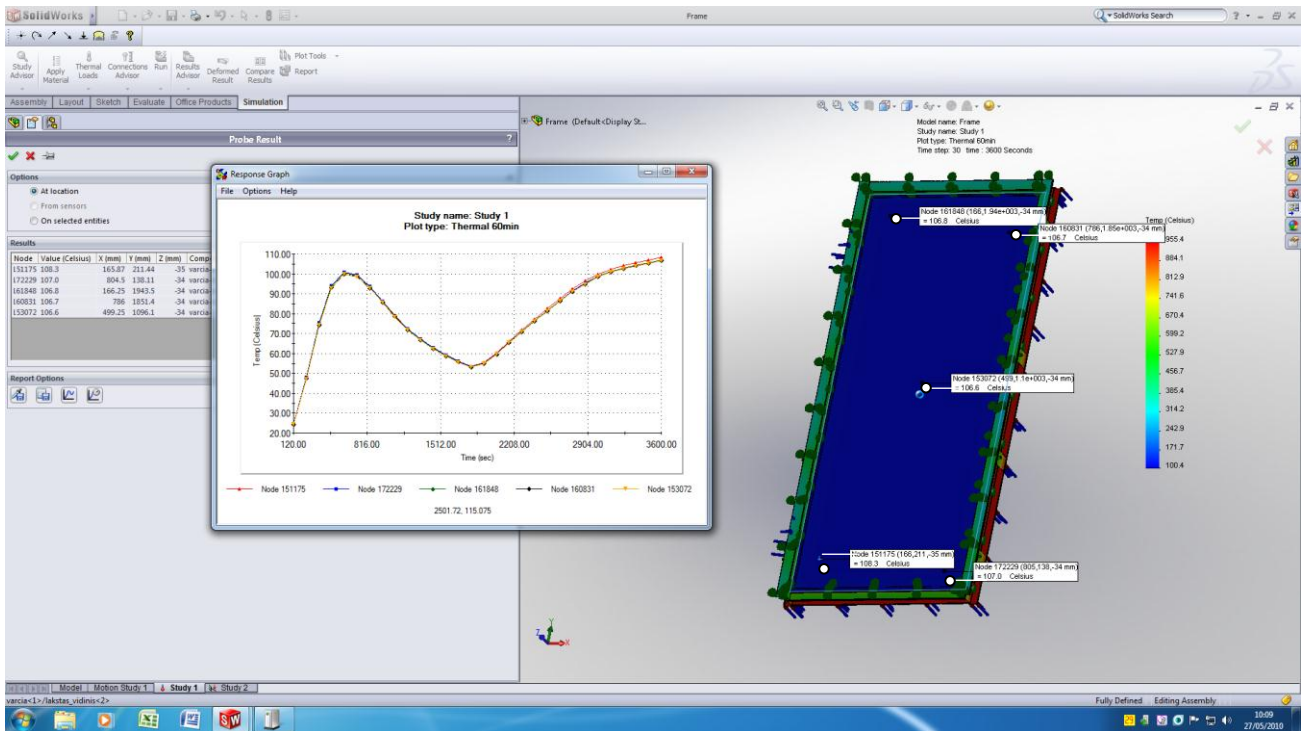 SolidWorks
Frame
SolidWorks Search
Study Advisor
Apply Material
Thermal Loads
Connections Advisor
Run
Results Advisor
Deformed Result
Compare Results
Plot Tools
Report
Assembly Layout Sketch Evaluate Office Products Simulation
Probe Result ?
Options
At location
From sensors
On selected entities
Results
Node Value (Celsius) X (mm) Y (mm) Z (mm) Compo
151175 108.3 165.87 211.44 -35 varcia
172229 107.0 804.5 138.11 -34 varcia
161848 106.8 166.25 1943.5 -34 varcia
160831 106.7 786 1851.4 -34 varcia
153072 106.6 499.25 1096.1 -34 varcia
Report Options
Response Graph
File Options Help
Study name: Study 1
Plot type: Thermal 60min
110.00
100.00
90.00
80.00
70.00
60.00
50.00
40.00
30.00
20.00
Temp (Celsius)
120.00 816.00 1512.00 2208.00 2904.00 3600.00
Time (sec)
Node 151175 Node 172229 Node 161848 Node 160831 Node 153072
2501.72, 115.075
Frame (Default<Display St...
Model name: Frame
Study name: Study 1
Plot type: Thermal 60min
Time step: 30 time : 3600 Seconds
Node 161848 (166,1.94e+003,-34 mm)
= 106.8 Celsius
Node 160831 (786,1.85e+003,-34 mm)
= 106.7 Celsius
Node 153072 (499,1.1e+003,-34 mm)
= 106.6 Celsius
Node 151175 (166,211,-35 mm)
= 108.3 Celsius
Node 172229 (805,138,-34 mm)
= 107.0 Celsius
Temp (Celsius)
955.4
884.1
812.9
741.6
670.4
599.2
527.9
456.7
385.4
314.2
242.9
171.7
100.4
Y
Z X
Model Motion Study 1 Study 1 Study 2
varcia<1>/lakstas_vidinis<2>
Fully Defined Editing Assembly
10:09
27/05/2010